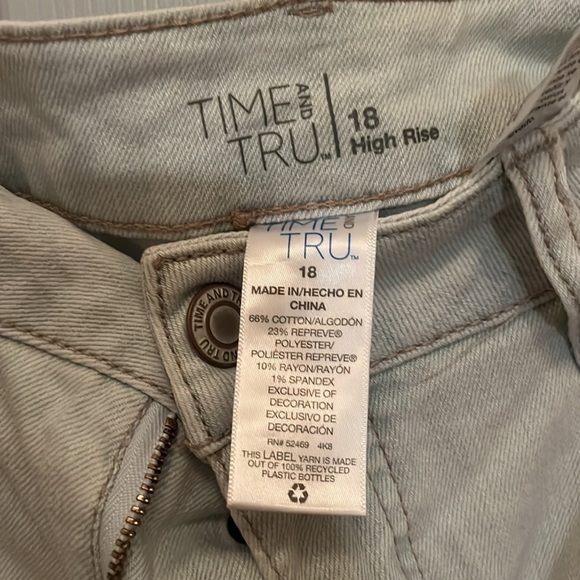 TIME AND TRU™ | 18
High Rise
TIME AND
TRU™
18
MADE IN/HECHO EN
CHINA
66% COTTON/ALGODÓN
23% REPREVE®
POLYESTER/
POLIÉSTER REPREVE®
10% RAYON/RAYÓN
1% SPANDEX
EXCLUSIVE OF
DECORATION
EXCLUSIVO DE
DECORACIÓN
RN# 52469 4K8
THIS LABEL YARN IS MADE
OUT OF 100% RECYCLED
PLASTIC BOTTLES
TIME AND TRU